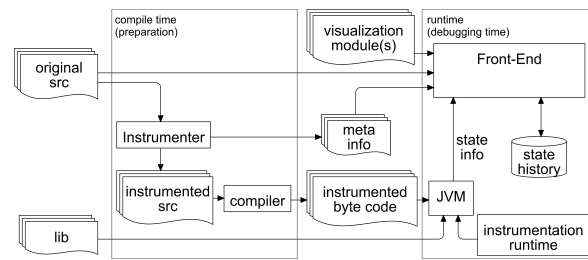 compile time
(preparation)
visualization
module(s)
runtime
(debugging time)
Front-End
original
src
Instrumenter
meta
info
state
info
state
history
instrumented
src
compiler
instrumented
byte code
JVM
lib
instrumentation
runtime